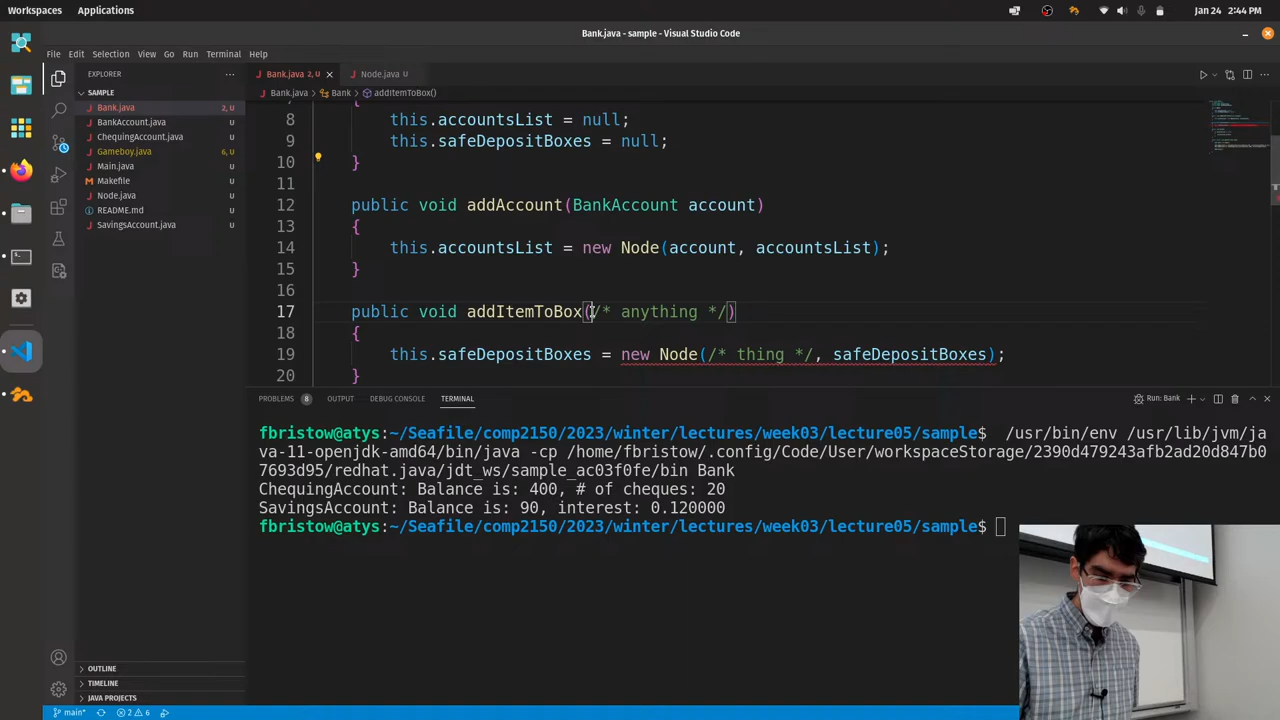 Workspaces Applications Jan 24 2:44 PM
Bank.java - sample - Visual Studio Code
File Edit Selection View Go Run Terminal Help
EXPLORER
SAMPLE
Bank.java 2, U
BankAccount.java U
ChequingAccount.java U
Gameboy.java 6, U
Main.java U
Makefile U
Node.java U
README.md U
SavingsAccount.java U
OUTLINE
TIMELINE
JAVA PROJECTS
Bank.java 2, U Node.java U
Bank.java Bank addItemToBox()
8 this.accountsList = null;
9 this.safeDepositBoxes = null;
10 }
11
12 public void addAccount(BankAccount account)
13 {
14 this.accountsList = new Node(account, accountsList);
15 }
16
17 public void addItemToBox(/* anything */)
18 {
19 this.safeDepositBoxes = new Node(/* thing */, safeDepositBoxes);
20 }
PROBLEMS 8 OUTPUT DEBUG CONSOLE TERMINAL Run: Bank
fbristow@atys:~/Seafile/comp2150/2023/winter/lectures/week03/lecture05/sample$ /usr/bin/env /usr/lib/jvm/ja
va-11-openjdk-amd64/bin/java -cp /home/fbristow/.config/Code/User/workspaceStorage/2390d479243afb2ad20d847b0
7693d95/redhat.java/jdt_ws/sample_ac03f0fe/bin Bank
ChequingAccount: Balance is: 400, # of cheques: 20
SavingsAccount: Balance is: 90, interest: 0.120000
fbristow@atys:~/Seafile/comp2150/2023/winter/lectures/week03/lecture05/sample$
main* 2 6